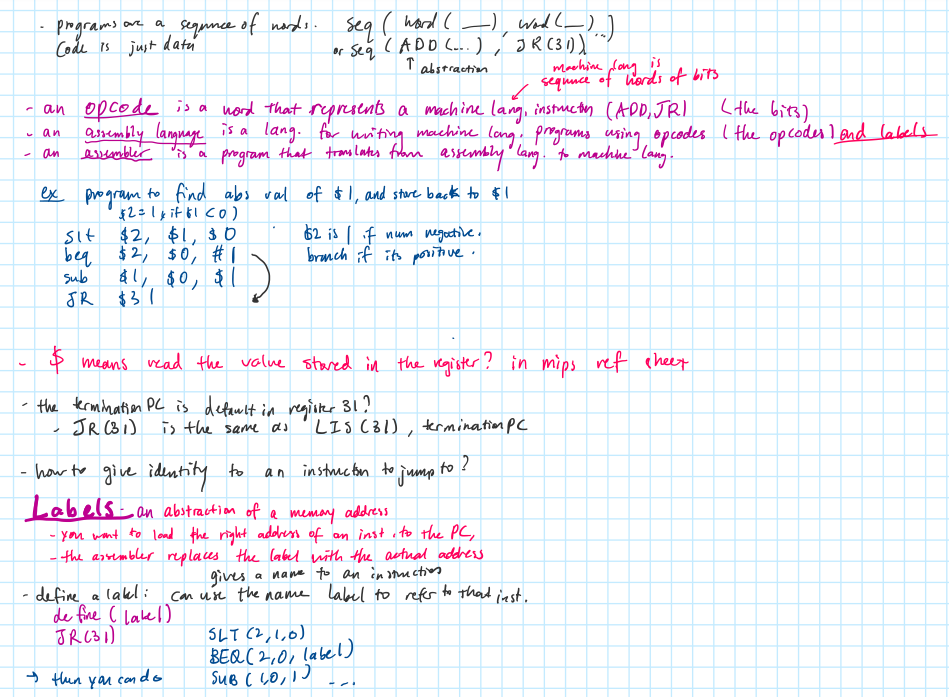 - programs are a sequence of words. Seq ( word ( __ ) , word ( __ ) ...)
Code is just data or Seq ( ADD (...) , JR (31) )
↑ abstraction
machine lang is
sequence of words of bits
- an opcode is a word that represents a machine lang. instructn (ADD, JR) (the bits)
- an assembly language is a lang. for writing machine lang. programs using opcodes (the opcodes) and labels
- an assembler is a program that translates from assembly lang. to machine lang.
ex program to find abs val of $1, and store back to $1
$2=1 if $1 < 0)
slt $2, $1, $0 $2 is 1 if num negative.
beq $2, $0, #1 branch if its positive.
sub $1, $0, $1
JR $31
- $ means read the value stored in the register? in mips ref sheet
- the termination PC is default in register 31?
- JR(31) is the same as LIS (31), termination PC
- how to give identity to an instructn to jump to?
Labels - an abstraction of a memory address
- you want to load the right address of an inst. to the PC,
- the assembler replaces the label with the actual address
gives a name to an instruction
- define a label: can use the name label to refer to that inst.
define (label)
JR(31) SLT (2,1,0)
BEQ (2,0, label)
→ then you can do SUB (1,0,1) ...